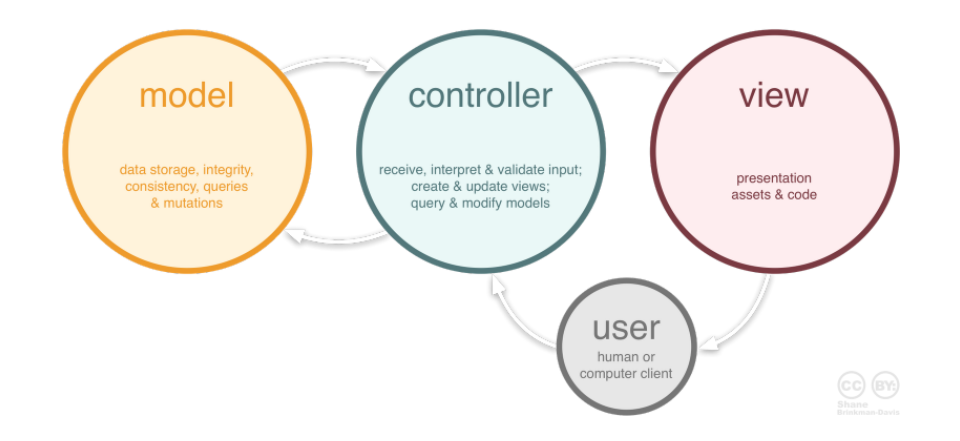 model
data storage, integrity,
consistency, queries
& mutations
controller
receive, interpret & validate input;
create & update views;
query & modify models
view
presentation
assets & code
user
human or
computer client
CC BY:
Shane
Brinkman-Davis